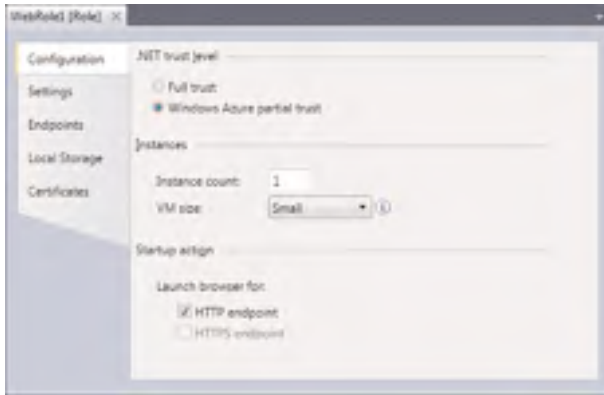 WebRole1 [Role]
Configuration
Settings
Endpoints
Local Storage
Certificates
.NET trust level
Full trust
Windows Azure partial trust
Instances
Instance count: 1
VM size: Small
Startup action
Launch browser for:
HTTP endpoint
HTTPS endpoint